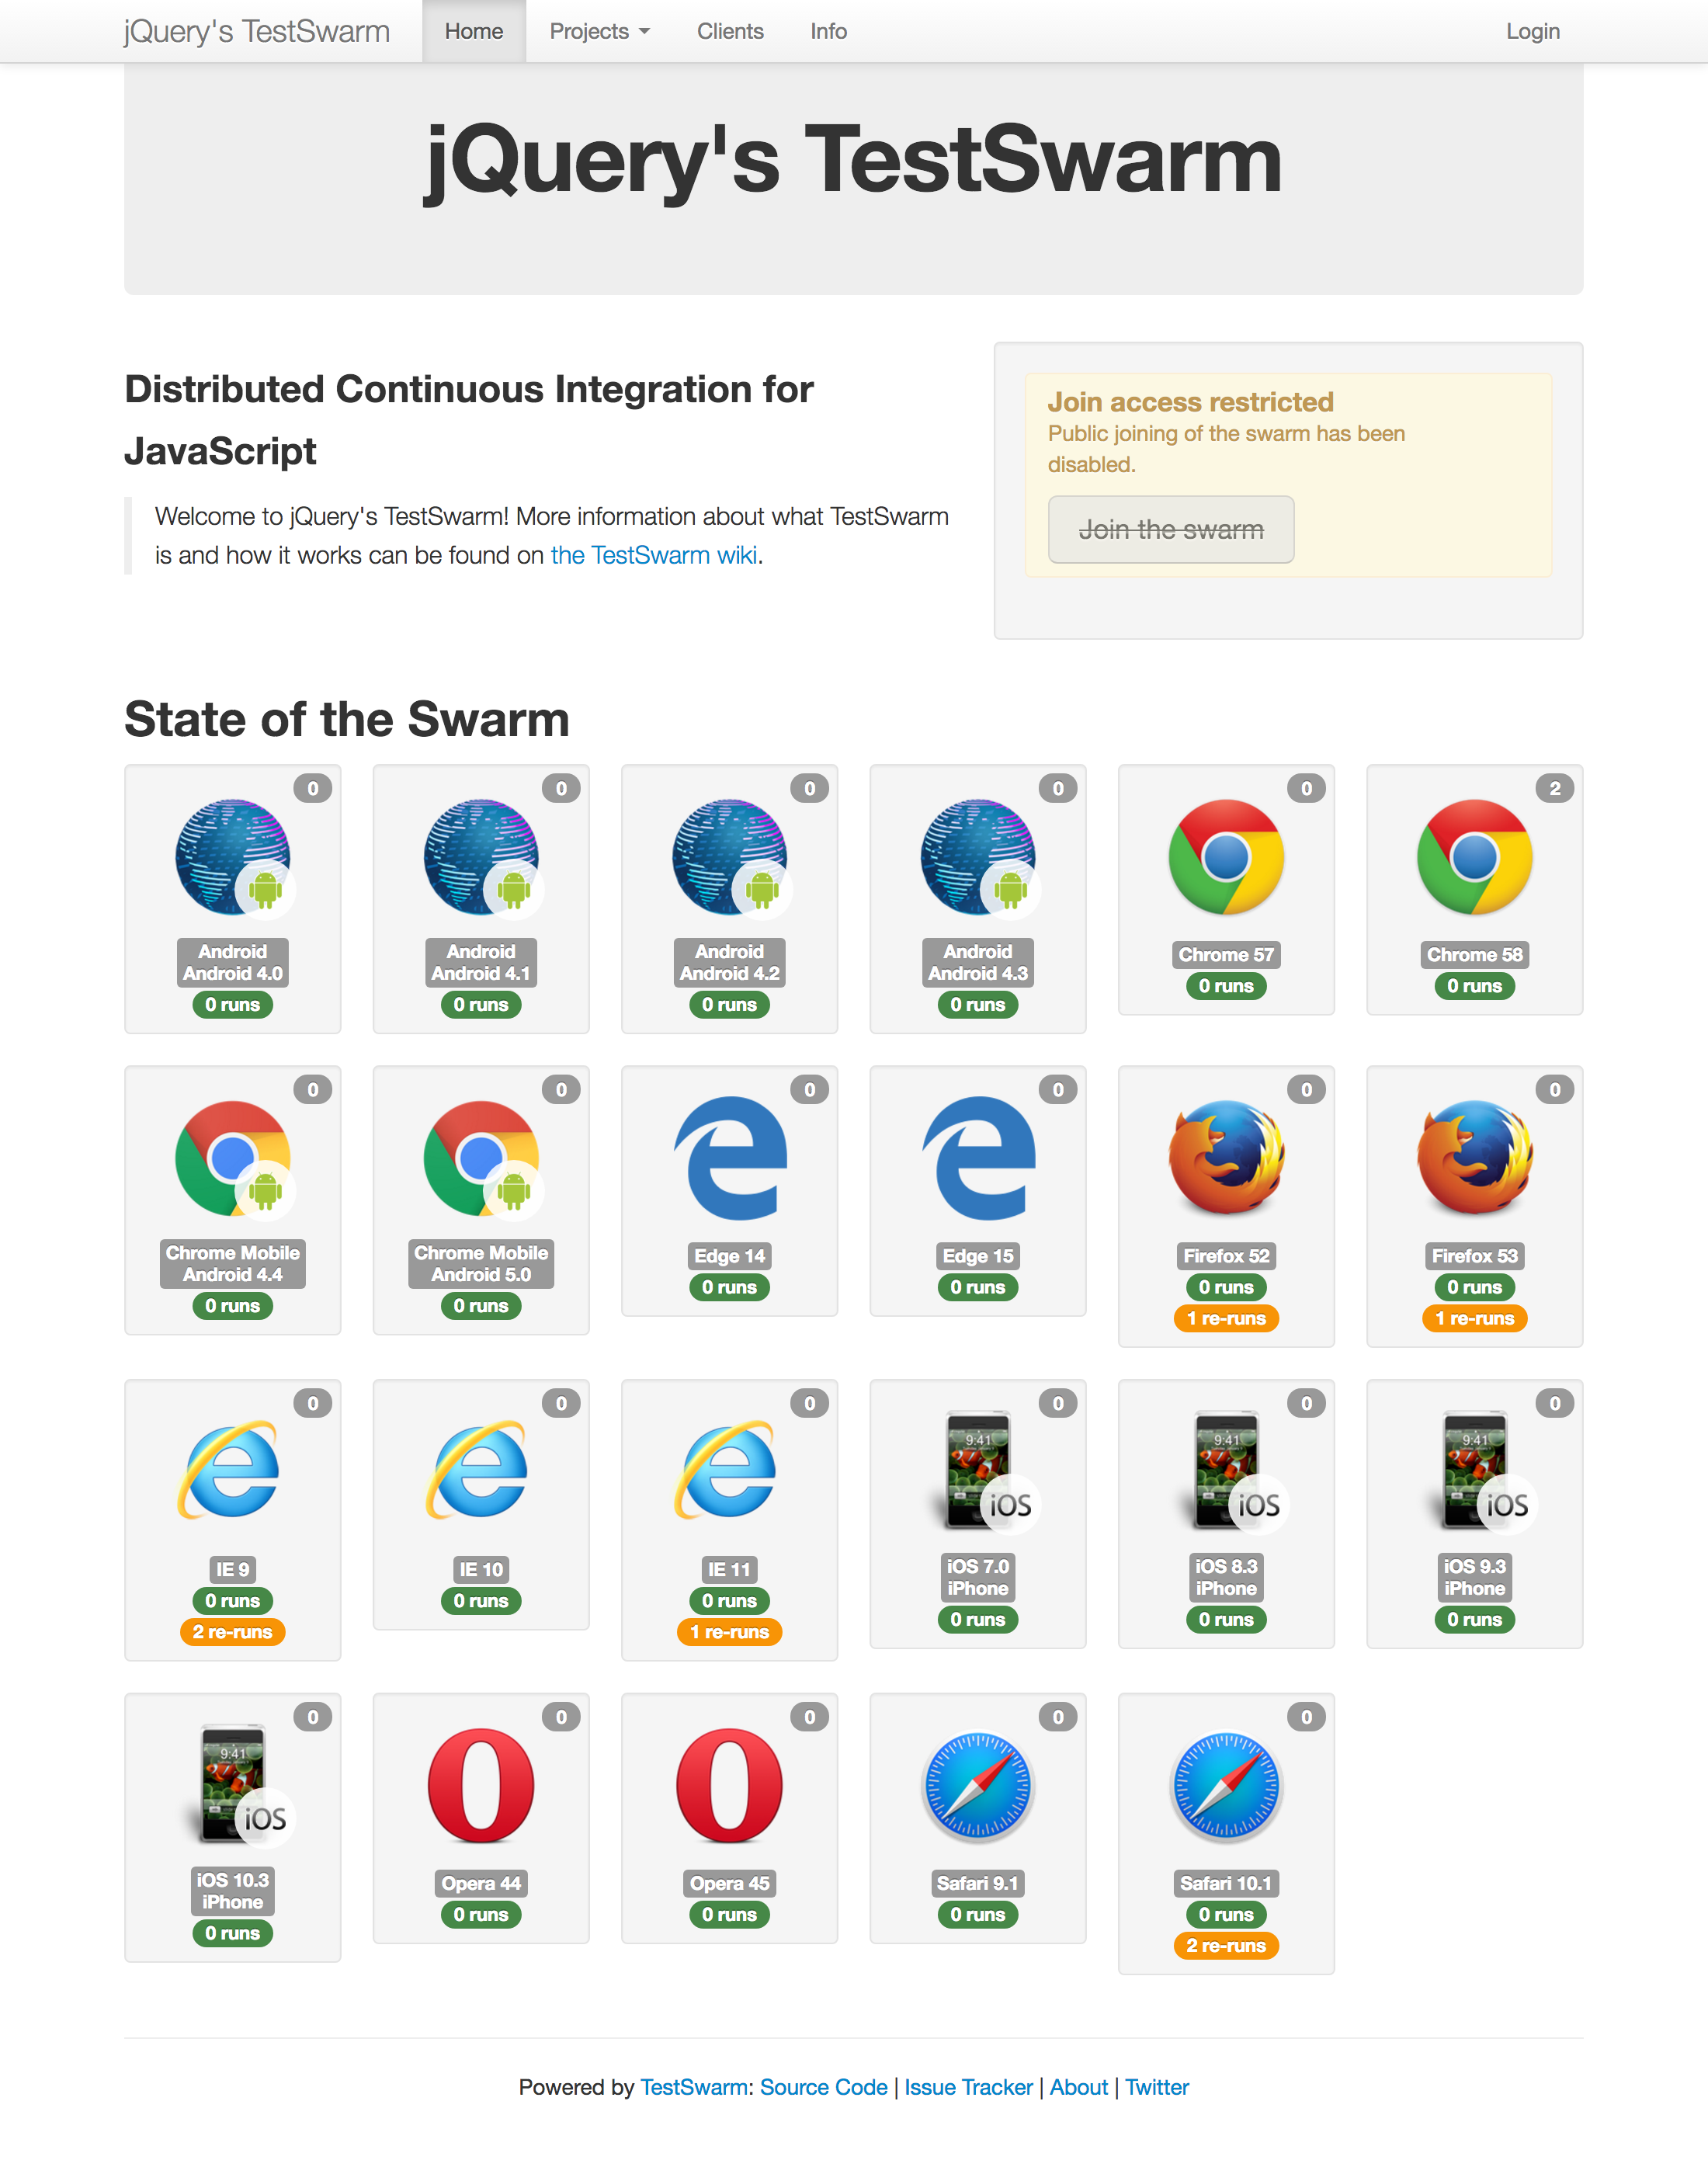 jQuery's TestSwarm
Home
Projects
Clients
Info
Login
jQuery's TestSwarm
Distributed Continuous Integration for
JavaScript
Welcome to jQuery's TestSwarm! More information about what TestSwarm
is and how it works can be found on the TestSwarm wiki.
Join access restricted
Public joining of the swarm has been
disabled.
Join the swarm
State of the Swarm
0
Android
Android 4.0
0 runs
0
Android
Android 4.1
0 runs
0
Android
Android 4.2
0 runs
0
Android
Android 4.3
0 runs
0
Chrome 57
0 runs
2
Chrome 58
0 runs
0
Chrome Mobile
Android 4.4
0 runs
0
Chrome Mobile
Android 5.0
0 runs
0
Edge 14
0 runs
0
Edge 15
0 runs
0
Firefox 52
0 runs
1 re-runs
0
Firefox 53
0 runs
1 re-runs
0
IE 9
0 runs
2 re-runs
0
IE 10
0 runs
0
IE 11
0 runs
1 re-runs
0
9:41
iOS
iOS 7.0
iPhone
0 runs
0
9:41
iOS
iOS 8.3
iPhone
0 runs
0
9:41
iOS
iOS 9.3
iPhone
0 runs
0
9:41
iOS
iOS 10.3
iPhone
0 runs
0
Opera 44
0 runs
0
Opera 45
0 runs
0
Safari 9.1
0 runs
0
Safari 10.1
0 runs
2 re-runs
Powered by TestSwarm: Source Code | Issue Tracker | About | Twitter